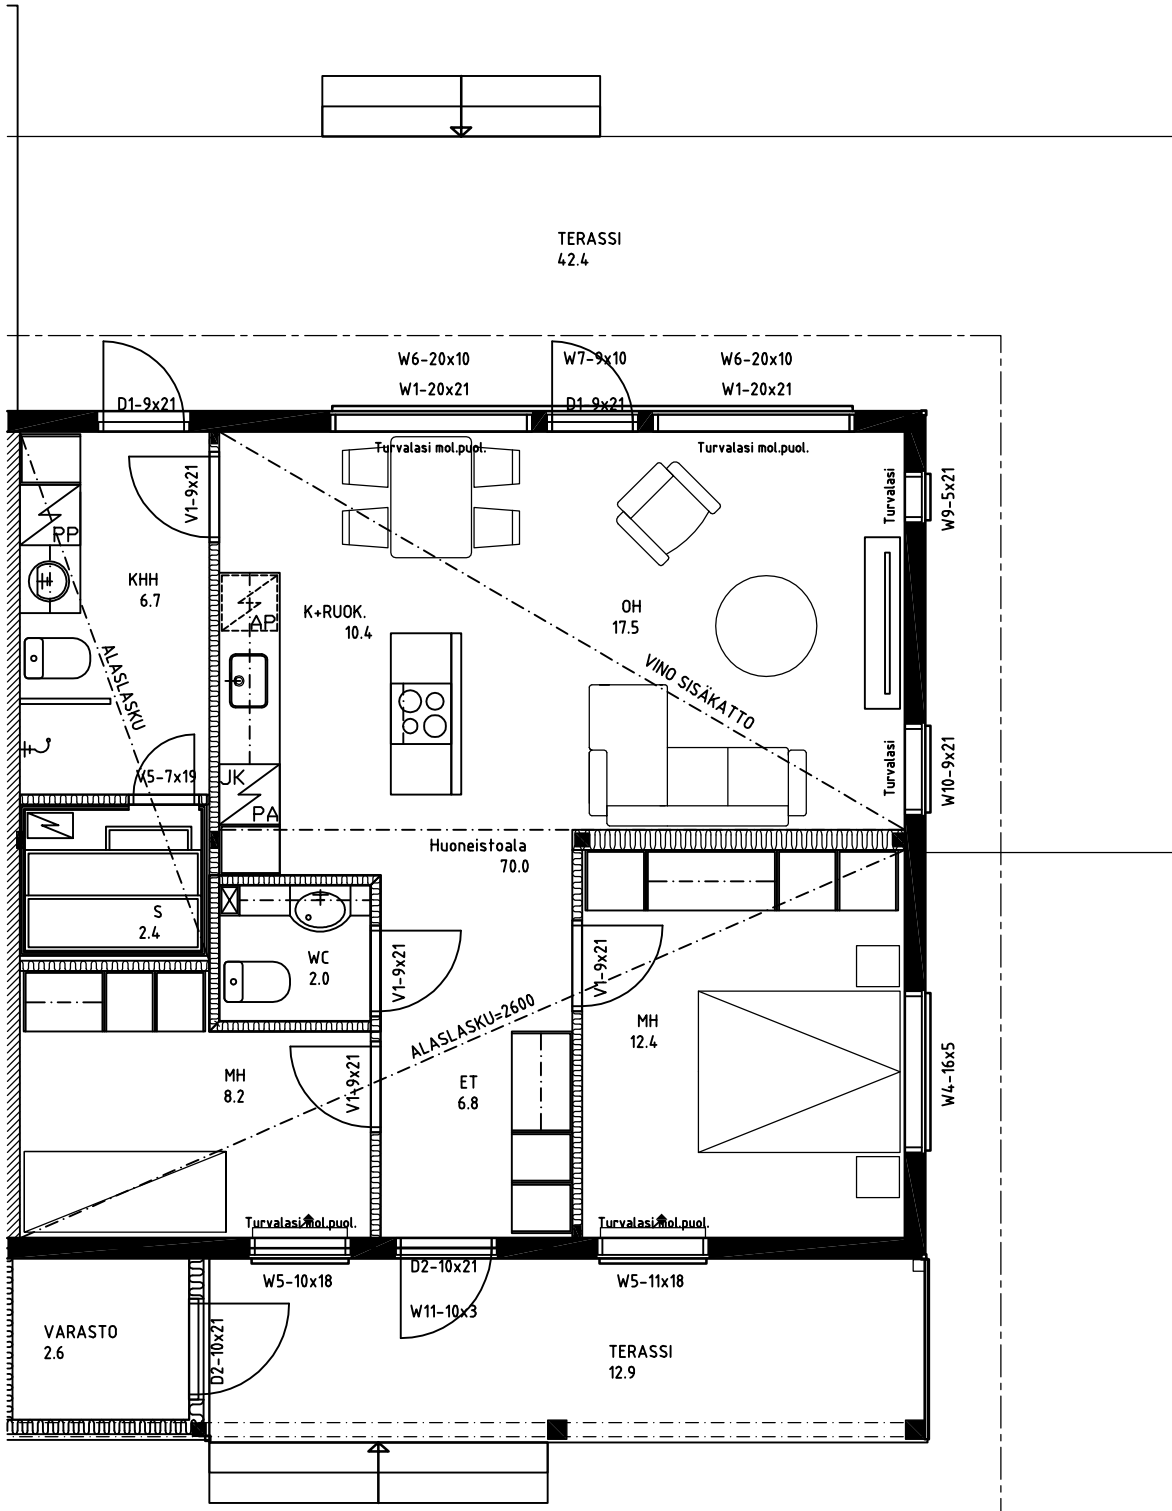 TERASSI
42.4
W6-20x10
W7-9x10
W6-20x10
W1-20x21
W1-20x21
D1-9x21
D1-9x21
Turvalasi mol.puol.
Turvalasi mol.puol.
V1-9x21
Turvalasi
W9-5x21
PP
KHH
6.7
AP
K+RUOK.
10.4
OH
17.5
ALASLASKU
VINO SISÄKATTO
V5-7x19
JK
PA
Turvalasi
W10-9x21
Huoneistoala
70.0
S
2.4
WC
2.0
V1-9x21
V1-9x21
ALASLASKU=2600
MH
12.4
MH
8.2
V1-9x21
ET
6.8
W4-16x5
Turvalasi mol.puol.
Turvalasi mol.puol.
W5-10x18
D2-10x21
W5-11x18
W11-10x3
VARASTO
2.6
D2-10x21
TERASSI
12.9